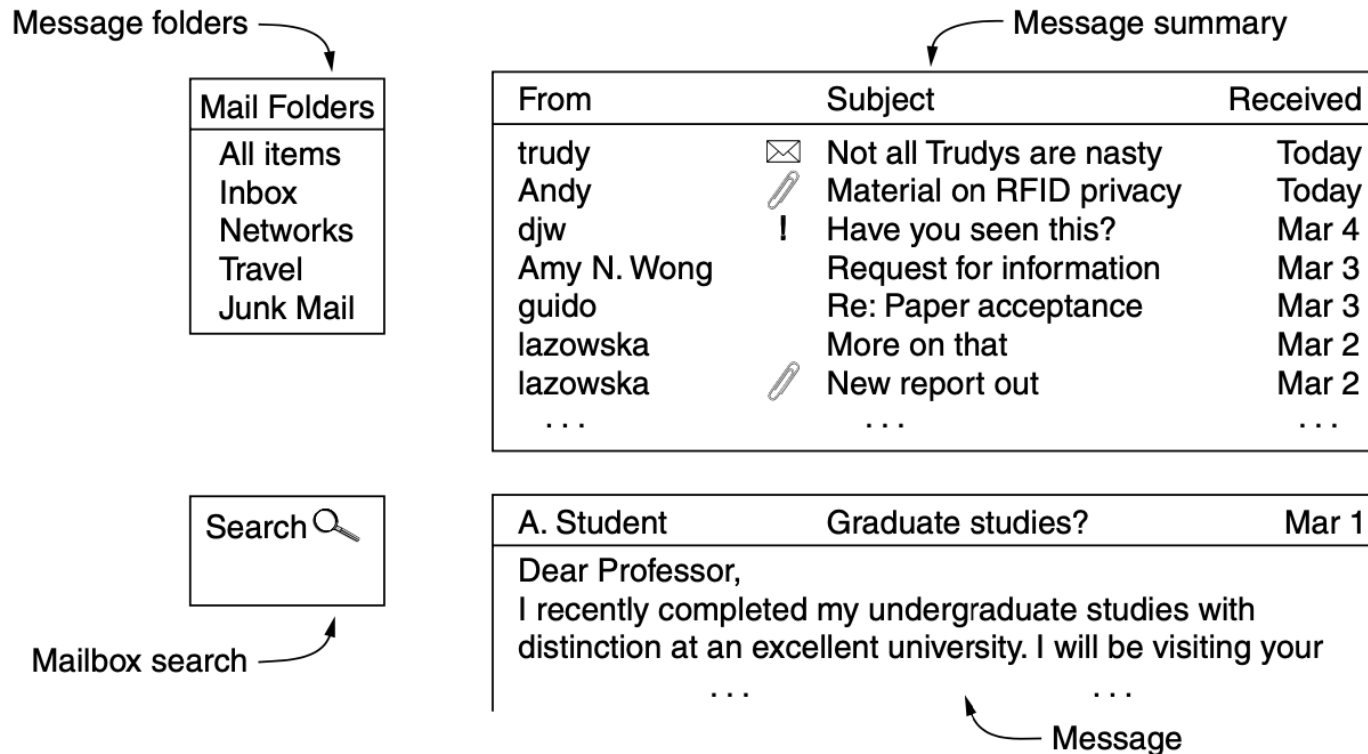 Message folders
Message summary
Mail Folders
All items
Inbox
Networks
Travel
Junk Mail
From Subject Received
trudy Not all Trudys are nasty Today
Andy Material on RFID privacy Today
djw ! Have you seen this? Mar 4
Amy N. Wong Request for information Mar 3
guido Re: Paper acceptance Mar 3
lazowska More on that Mar 2
lazowska New report out Mar 2
. . . . . . . . .
Search
Mailbox search
A. Student Graduate studies? Mar 1
Dear Professor,
I recently completed my undergraduate studies with
distinction at an excellent university. I will be visiting your
. . . . . .
Message